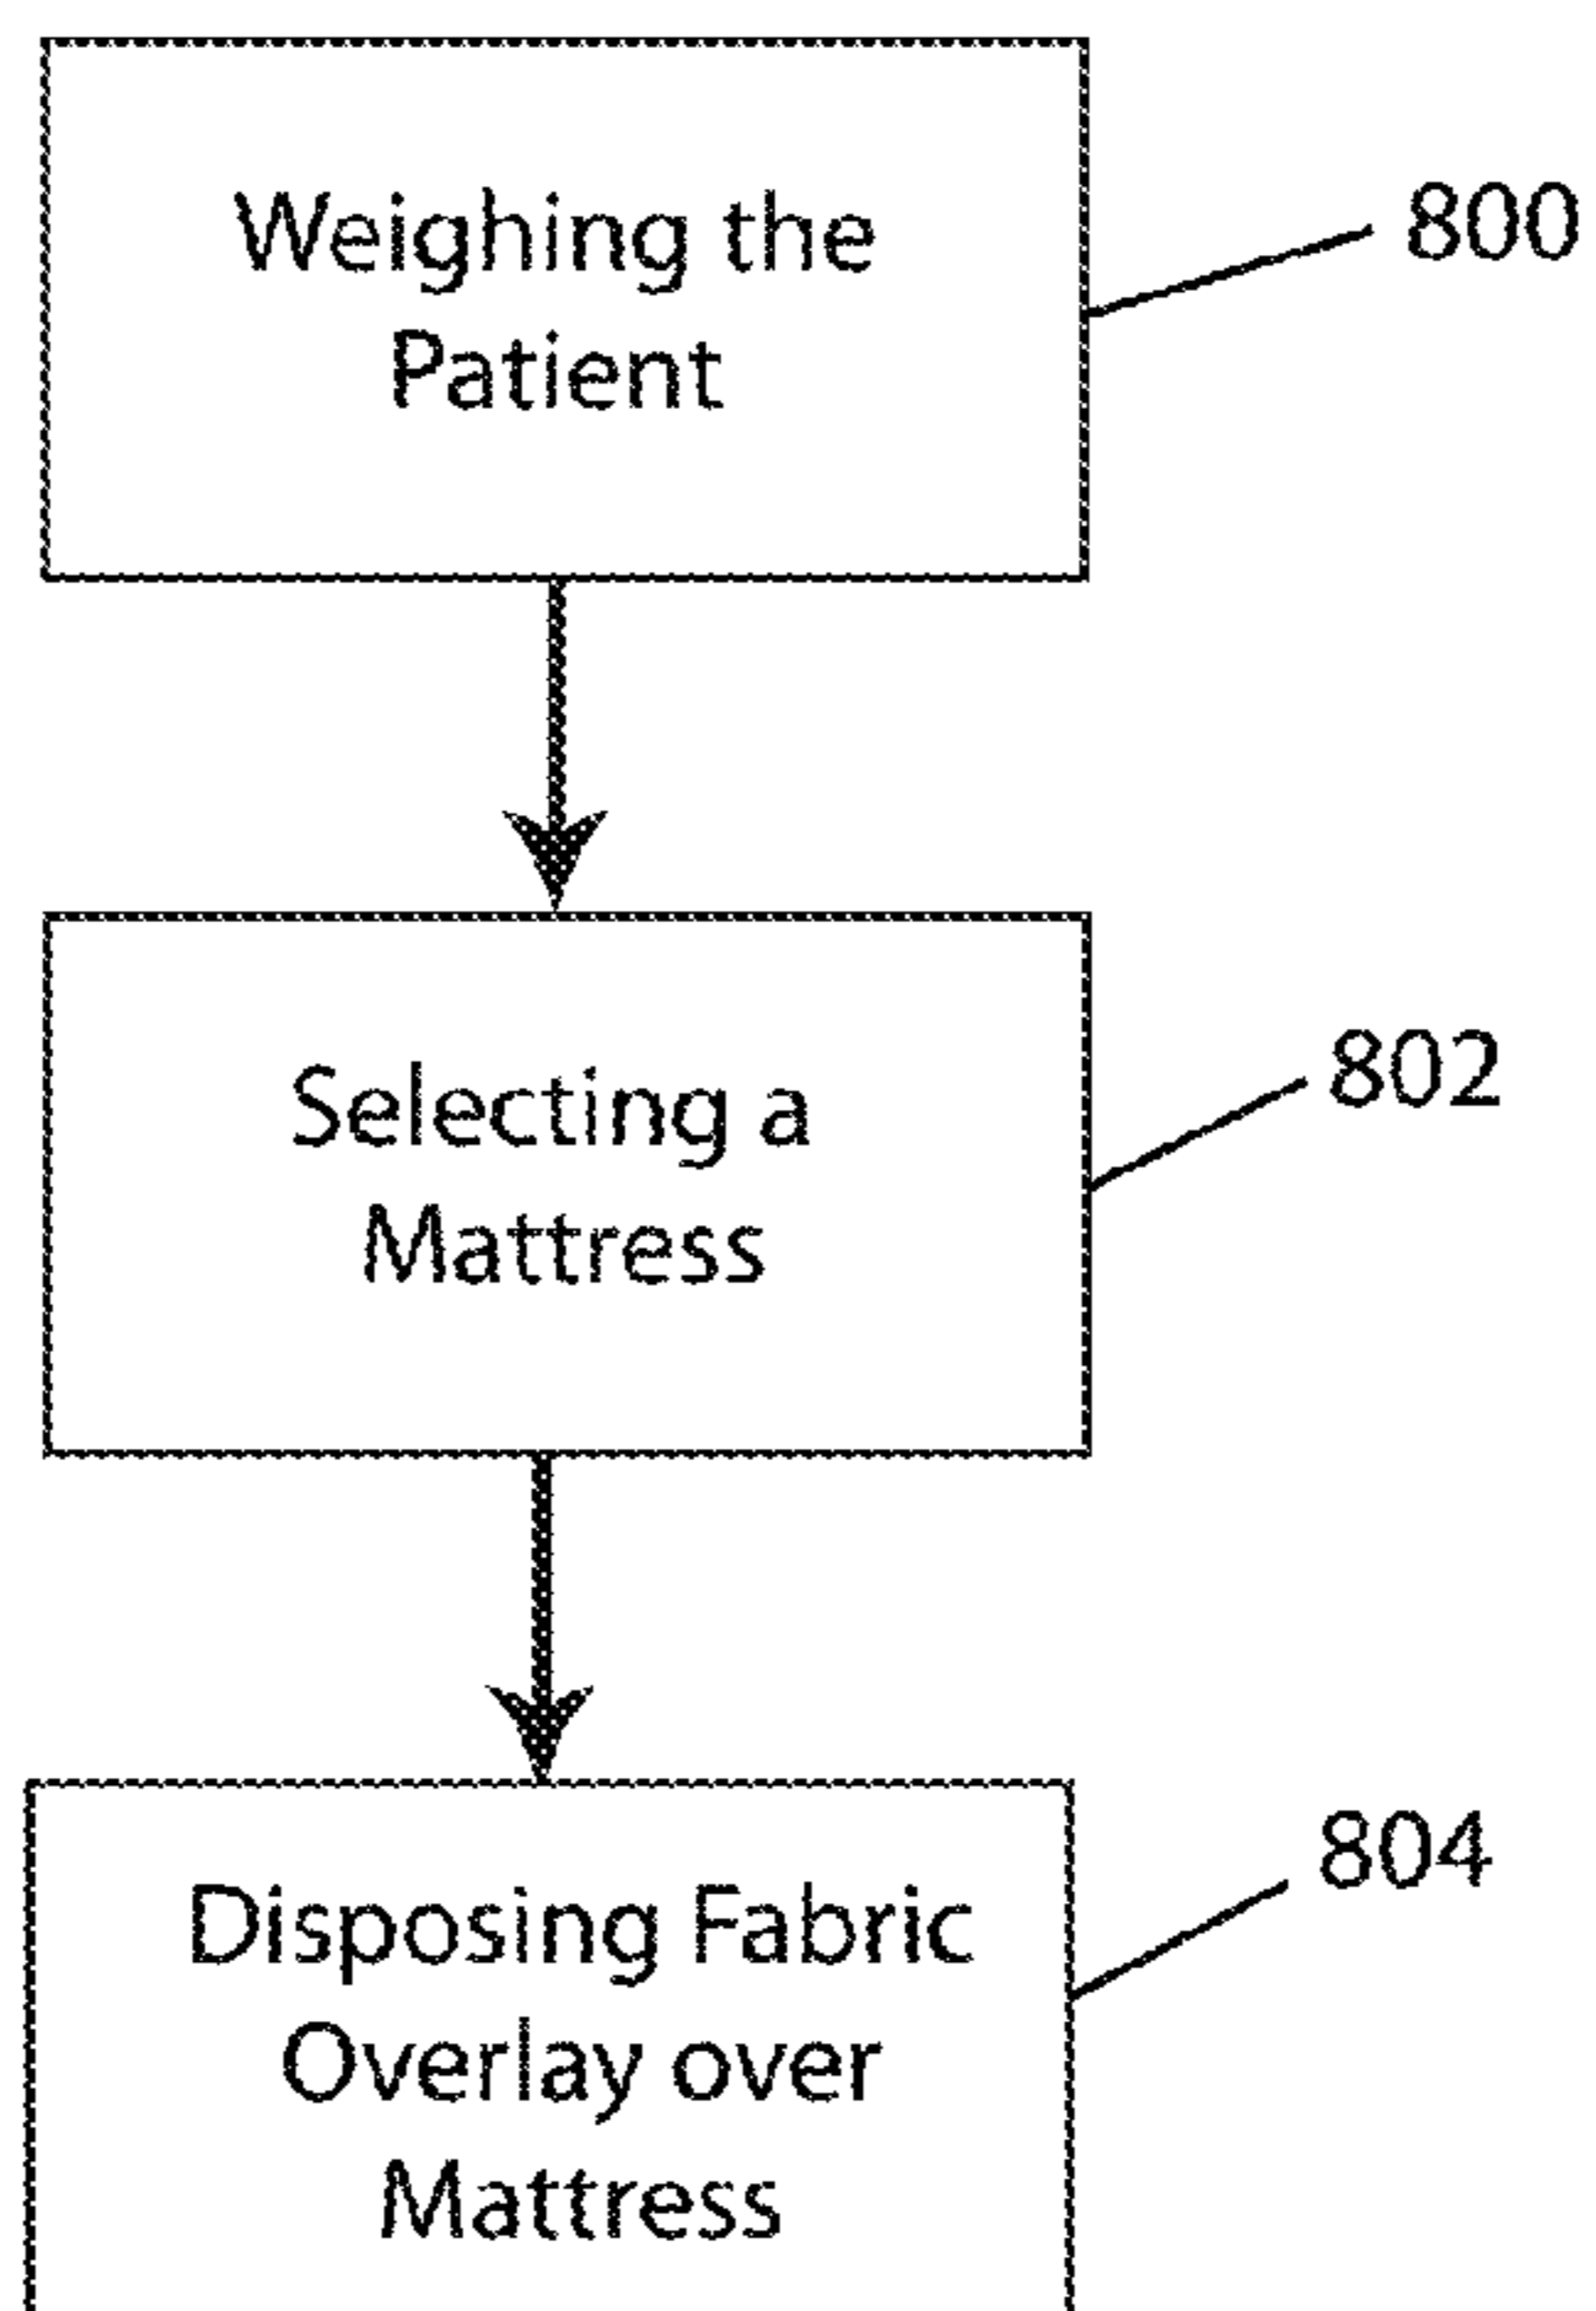 Weighing the
Patient
800
Selecting a
Mattress
802
Disposing Fabric
Overlay over
Mattress
804